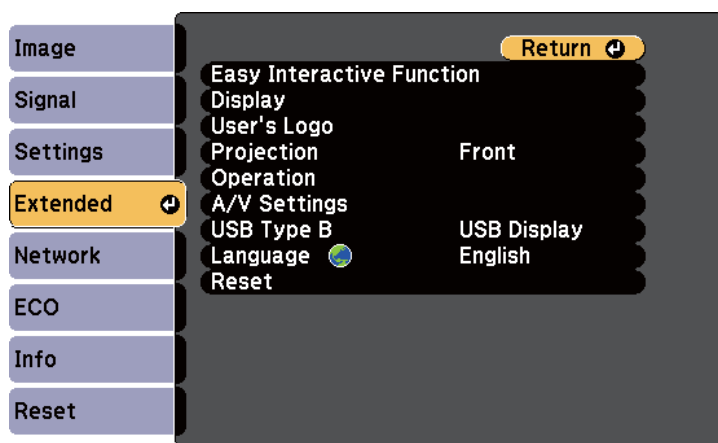 Image
Signal
Settings
Extended
Network
ECO
Info
Reset
Return
Easy Interactive Function
Display
User's Logo
Projection Front
Operation
A/V Settings
USB Type B USB Display
Language English
Reset